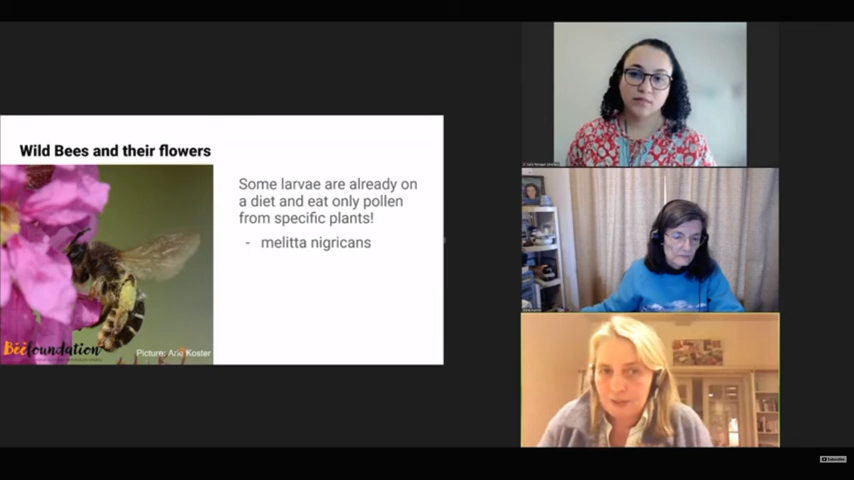 Wild Bees and their flowers
Some larvae are already on
a diet and eat only pollen
from specific plants!
- melitta nigricans
Beefoundation
Picture: Arie Koster
Subscribe